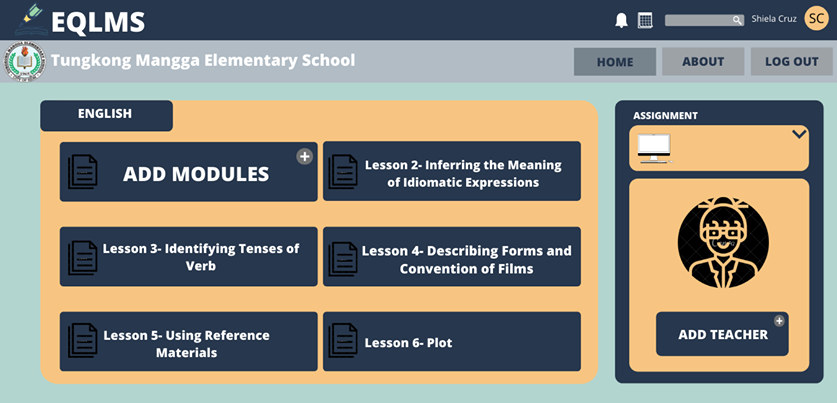 EQLMS
Shiela Cruz
SC
Tungkong Mangga Elementary School
HOME
ABOUT
LOG OUT
ENGLISH
ADD MODULES
Lesson 2- Inferring the Meaning
of Idiomatic Expressions
Lesson 3- Identifying Tenses of
Verb
Lesson 4- Describing Forms and
Convention of Films
Lesson 5- Using Reference
Materials
Lesson 6- Plot
ASSIGNMENT
ADD TEACHER